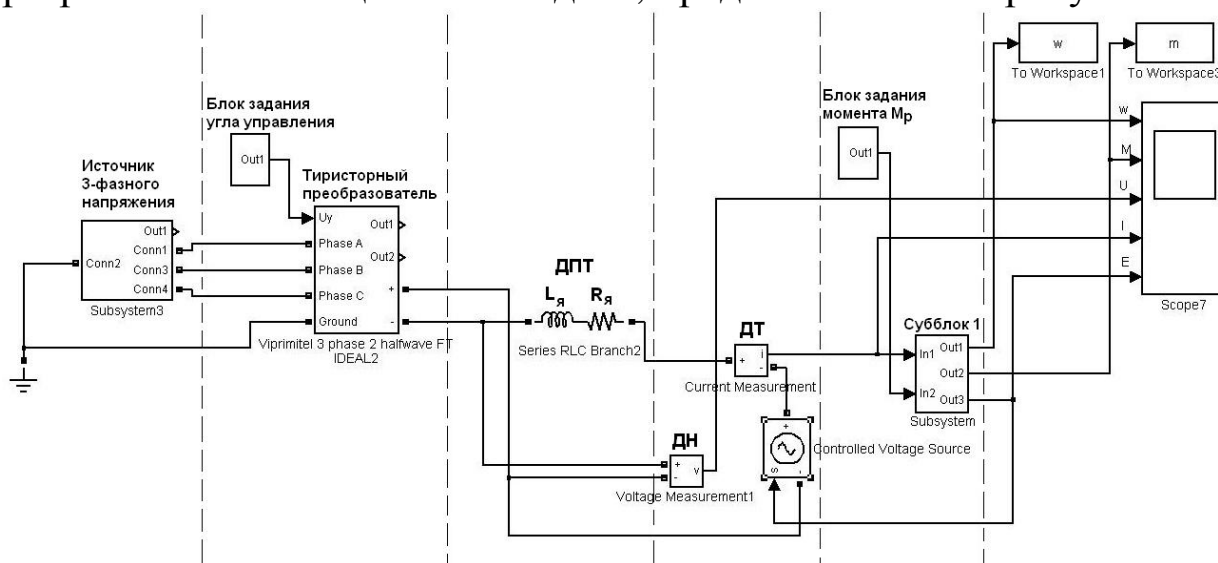 w
To Workspace1
m
To Workspace3
Блок задания
угла управления
Out1
Блок задания
момента Мр
Out1
Источник
3-фазного
напряжения
Out1
Conn1
Conn2
Conn3
Conn4
Subsystem3
Тиристорный
преобразователь
Uy
Out1
Phase A
Out2
Phase B
+
Phase C
-
Ground
Viprimitel 3 phase 2 halfwave FT
IDEAL2
ДПТ
Lя Rя
Series RLC Branch2
ДТ
+ i
-
Current Measurement
ДН
+ v
-
Voltage Measurement1
+
s -
Controlled Voltage Source
Субблок 1
In1 Out1
Out2
In2 Out3
Subsystem
W
M
U
I
E
Scope7